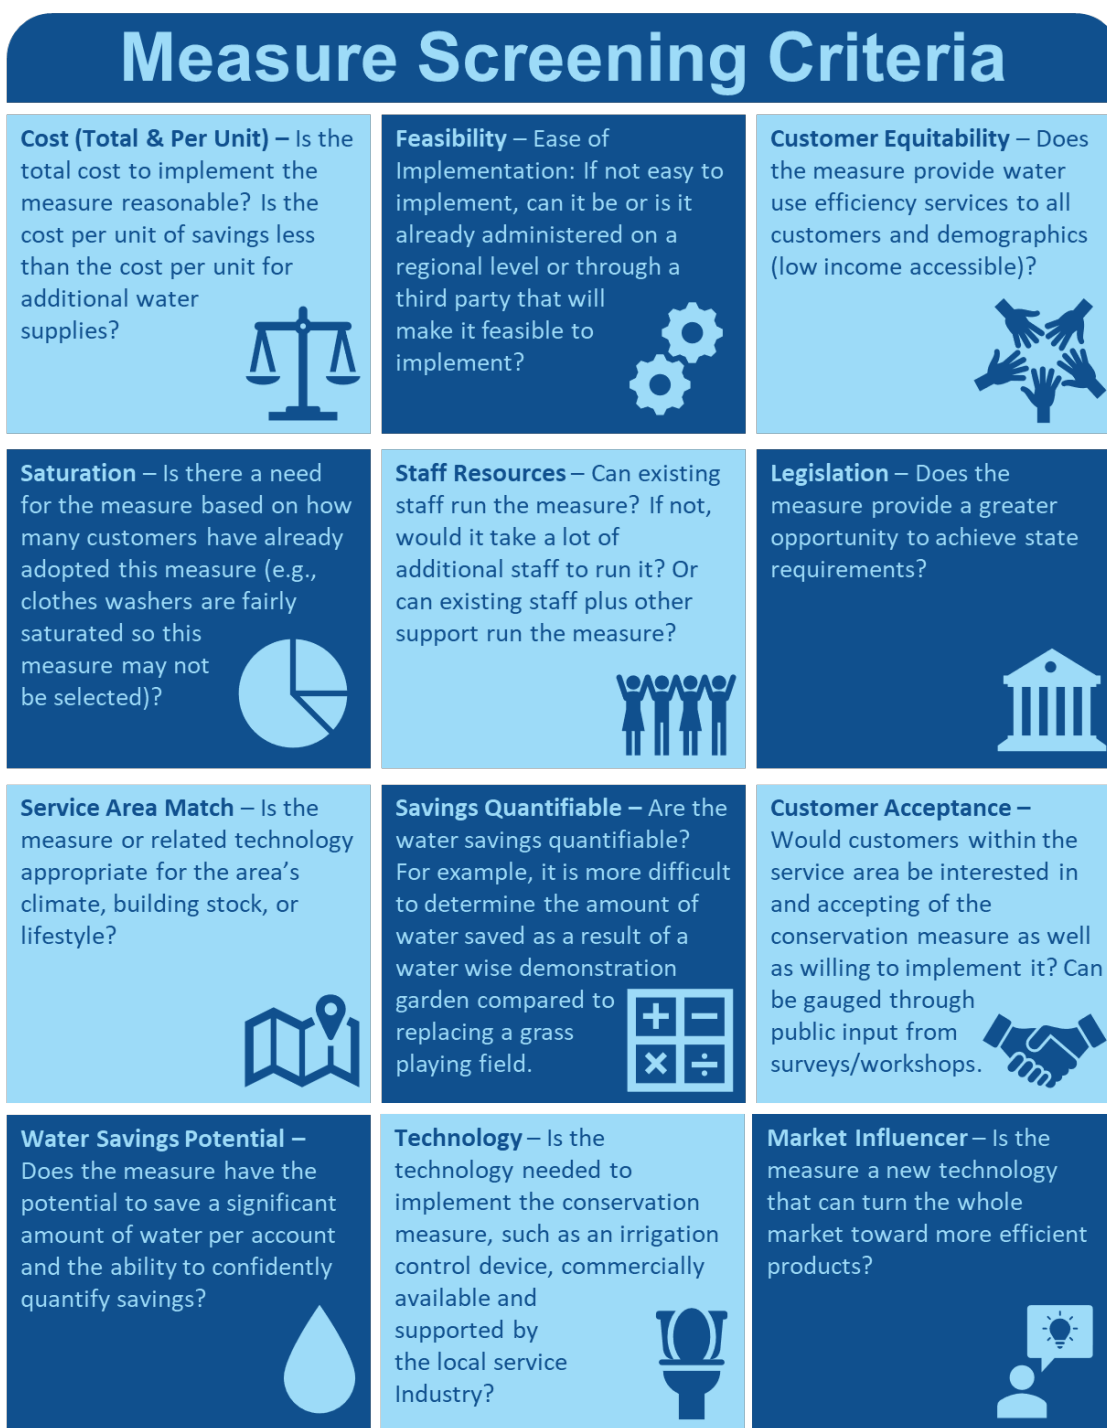 Measure Screening Criteria
Cost (Total & Per Unit) – Is the
total cost to implement the
measure reasonable? Is the
cost per unit of savings less
than the cost per unit for
additional water
supplies?
Feasibility – Ease of
Implementation: If not easy to
implement, can it be or is it
already administered on a
regional level or through a
third party that will
make it feasible to
implement?
Customer Equitability – Does
the measure provide water
use efficiency services to all
customers and demographics
(low income accessible)?
Saturation – Is there a need
for the measure based on how
many customers have already
adopted this measure (e.g.,
clothes washers are fairly
saturated so this
measure may not
be selected)?
Staff Resources – Can existing
staff run the measure? If not,
would it take a lot of
additional staff to run it? Or
can existing staff plus other
support run the measure?
Legislation – Does the
measure provide a greater
opportunity to achieve state
requirements?
Service Area Match – Is the
measure or related technology
appropriate for the area's
climate, building stock, or
lifestyle?
Savings Quantifiable – Are the
water savings quantifiable?
For example, it is more difficult
to determine the amount of
water saved as a result of a
water wise demonstration
garden compared to
replacing a grass
playing field.
Customer Acceptance –
Would customers within the
service area be interested in
and accepting of the
conservation measure as well
as willing to implement it? Can
be gauged through
public input from
surveys/workshops.
Water Savings Potential –
Does the measure have the
potential to save a significant
amount of water per account
and the ability to confidently
quantify savings?
Technology – Is the
technology needed to
implement the conservation
measure, such as an irrigation
control device, commercially
available and
supported by
the local service
Industry?
Market Influencer – Is the
measure a new technology
that can turn the whole
market toward more efficient
products?